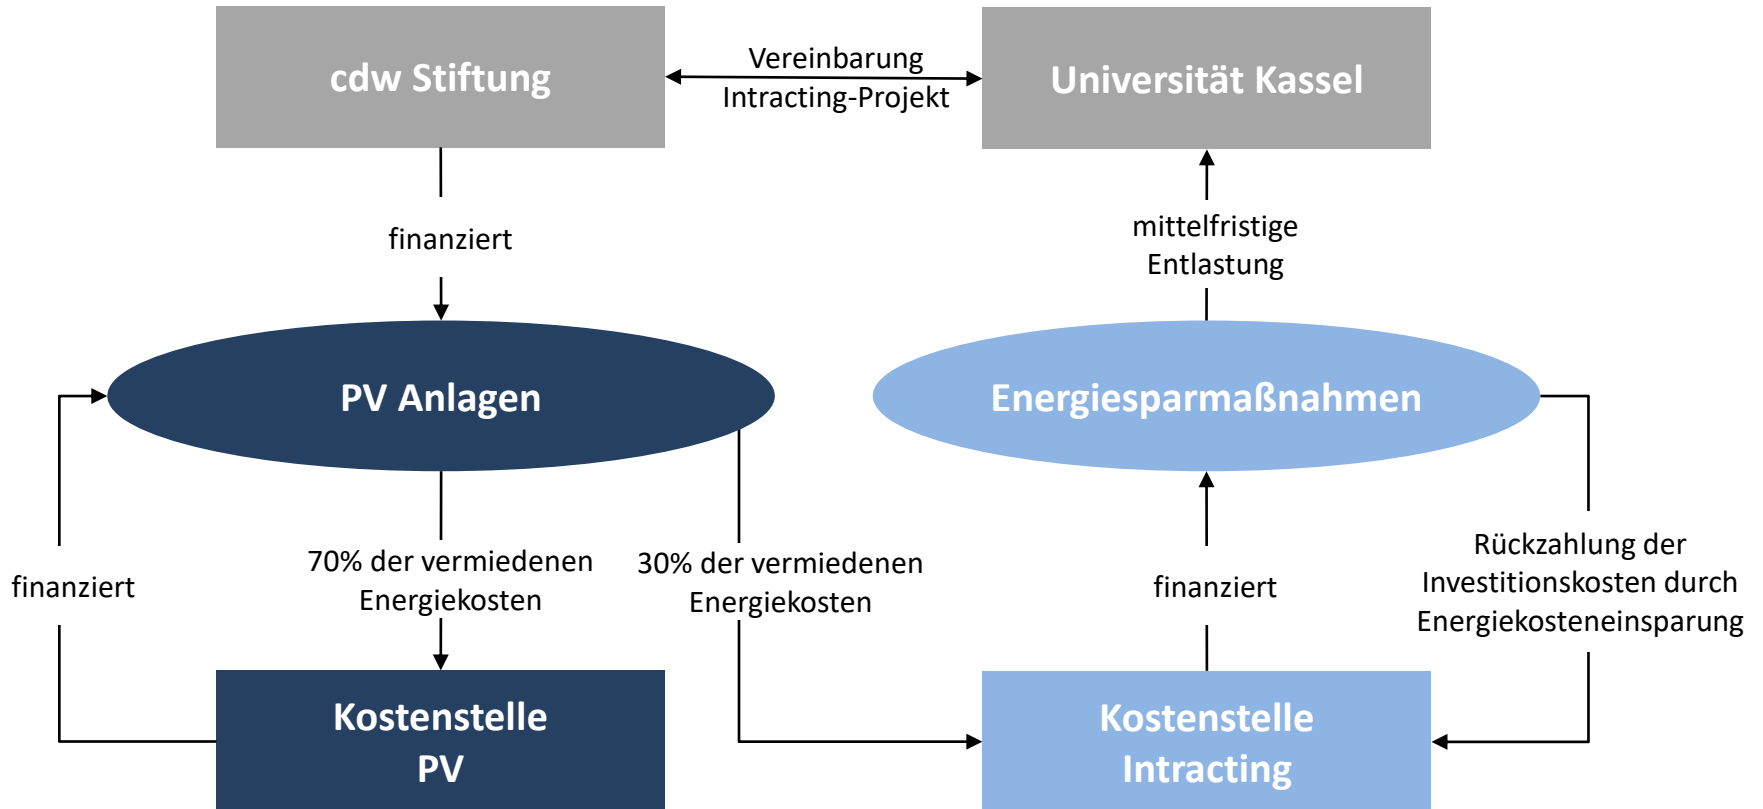 cdw Stiftung
Vereinbarung
Intracting-Projekt
Universität Kassel
finanziert
mittelfristige
Entlastung
PV Anlagen
Energiesparmaßnahmen
finanziert
70% der vermiedenen
Energiekosten
30% der vermiedenen
Energiekosten
finanziert
Rückzahlung der
Investitionskosten durch
Energiekosteneinsparung
Kostenstelle
PV
Kostenstelle
Intracting